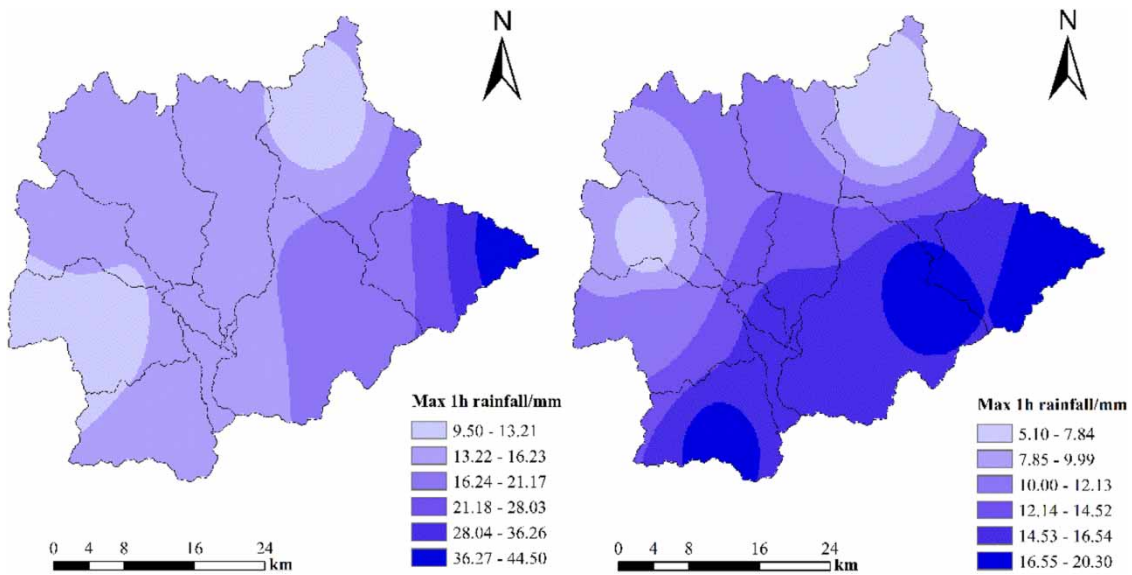 N
Max 1h rainfall/mm
9.50 - 13.21
13.22 - 16.23
16.24 - 21.17
21.18 - 28.03
28.04 - 36.26
36.27 - 44.50
0 4 8 16 24
km
N
Max 1h rainfall/mm
5.10 - 7.84
7.85 - 9.99
10.00 - 12.13
12.14 - 14.52
14.53 - 16.54
16.55 - 20.30
0 4 8 16 24
km